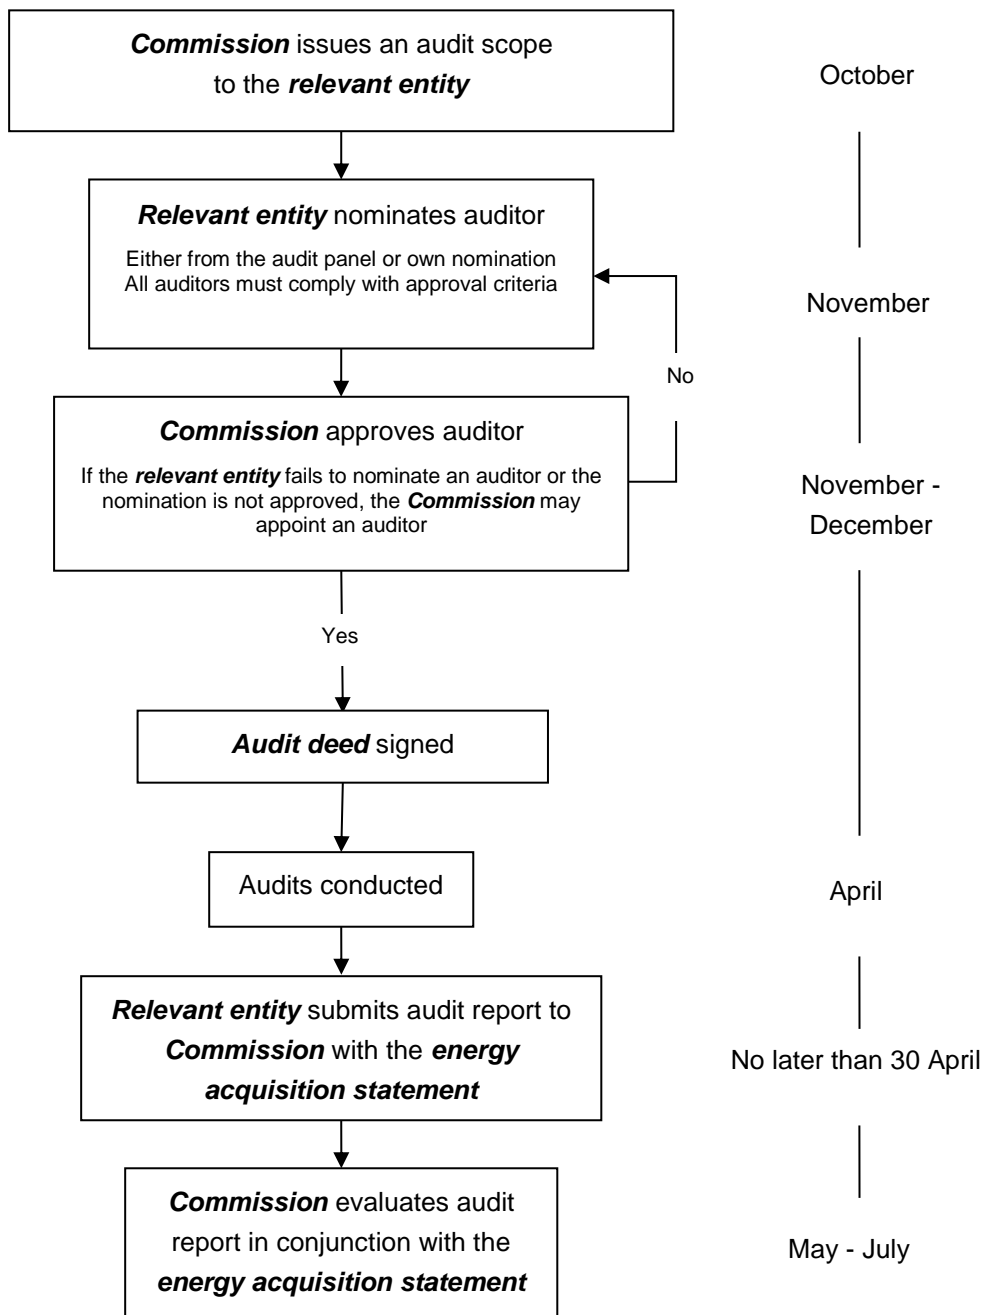 Commission issues an audit scope
to the relevant entity
October
Relevant entity nominates auditor
Either from the audit panel or own nomination
All auditors must comply with approval criteria
November
No
Commission approves auditor
If the relevant entity fails to nominate an auditor or the
nomination is not approved, the Commission may
appoint an auditor
November -
December
Yes
Audit deed signed
Audits conducted
April
Relevant entity submits audit report to
Commission with the energy
acquisition statement
No later than 30 April
Commission evaluates audit
report in conjunction with the
energy acquisition statement
May - July